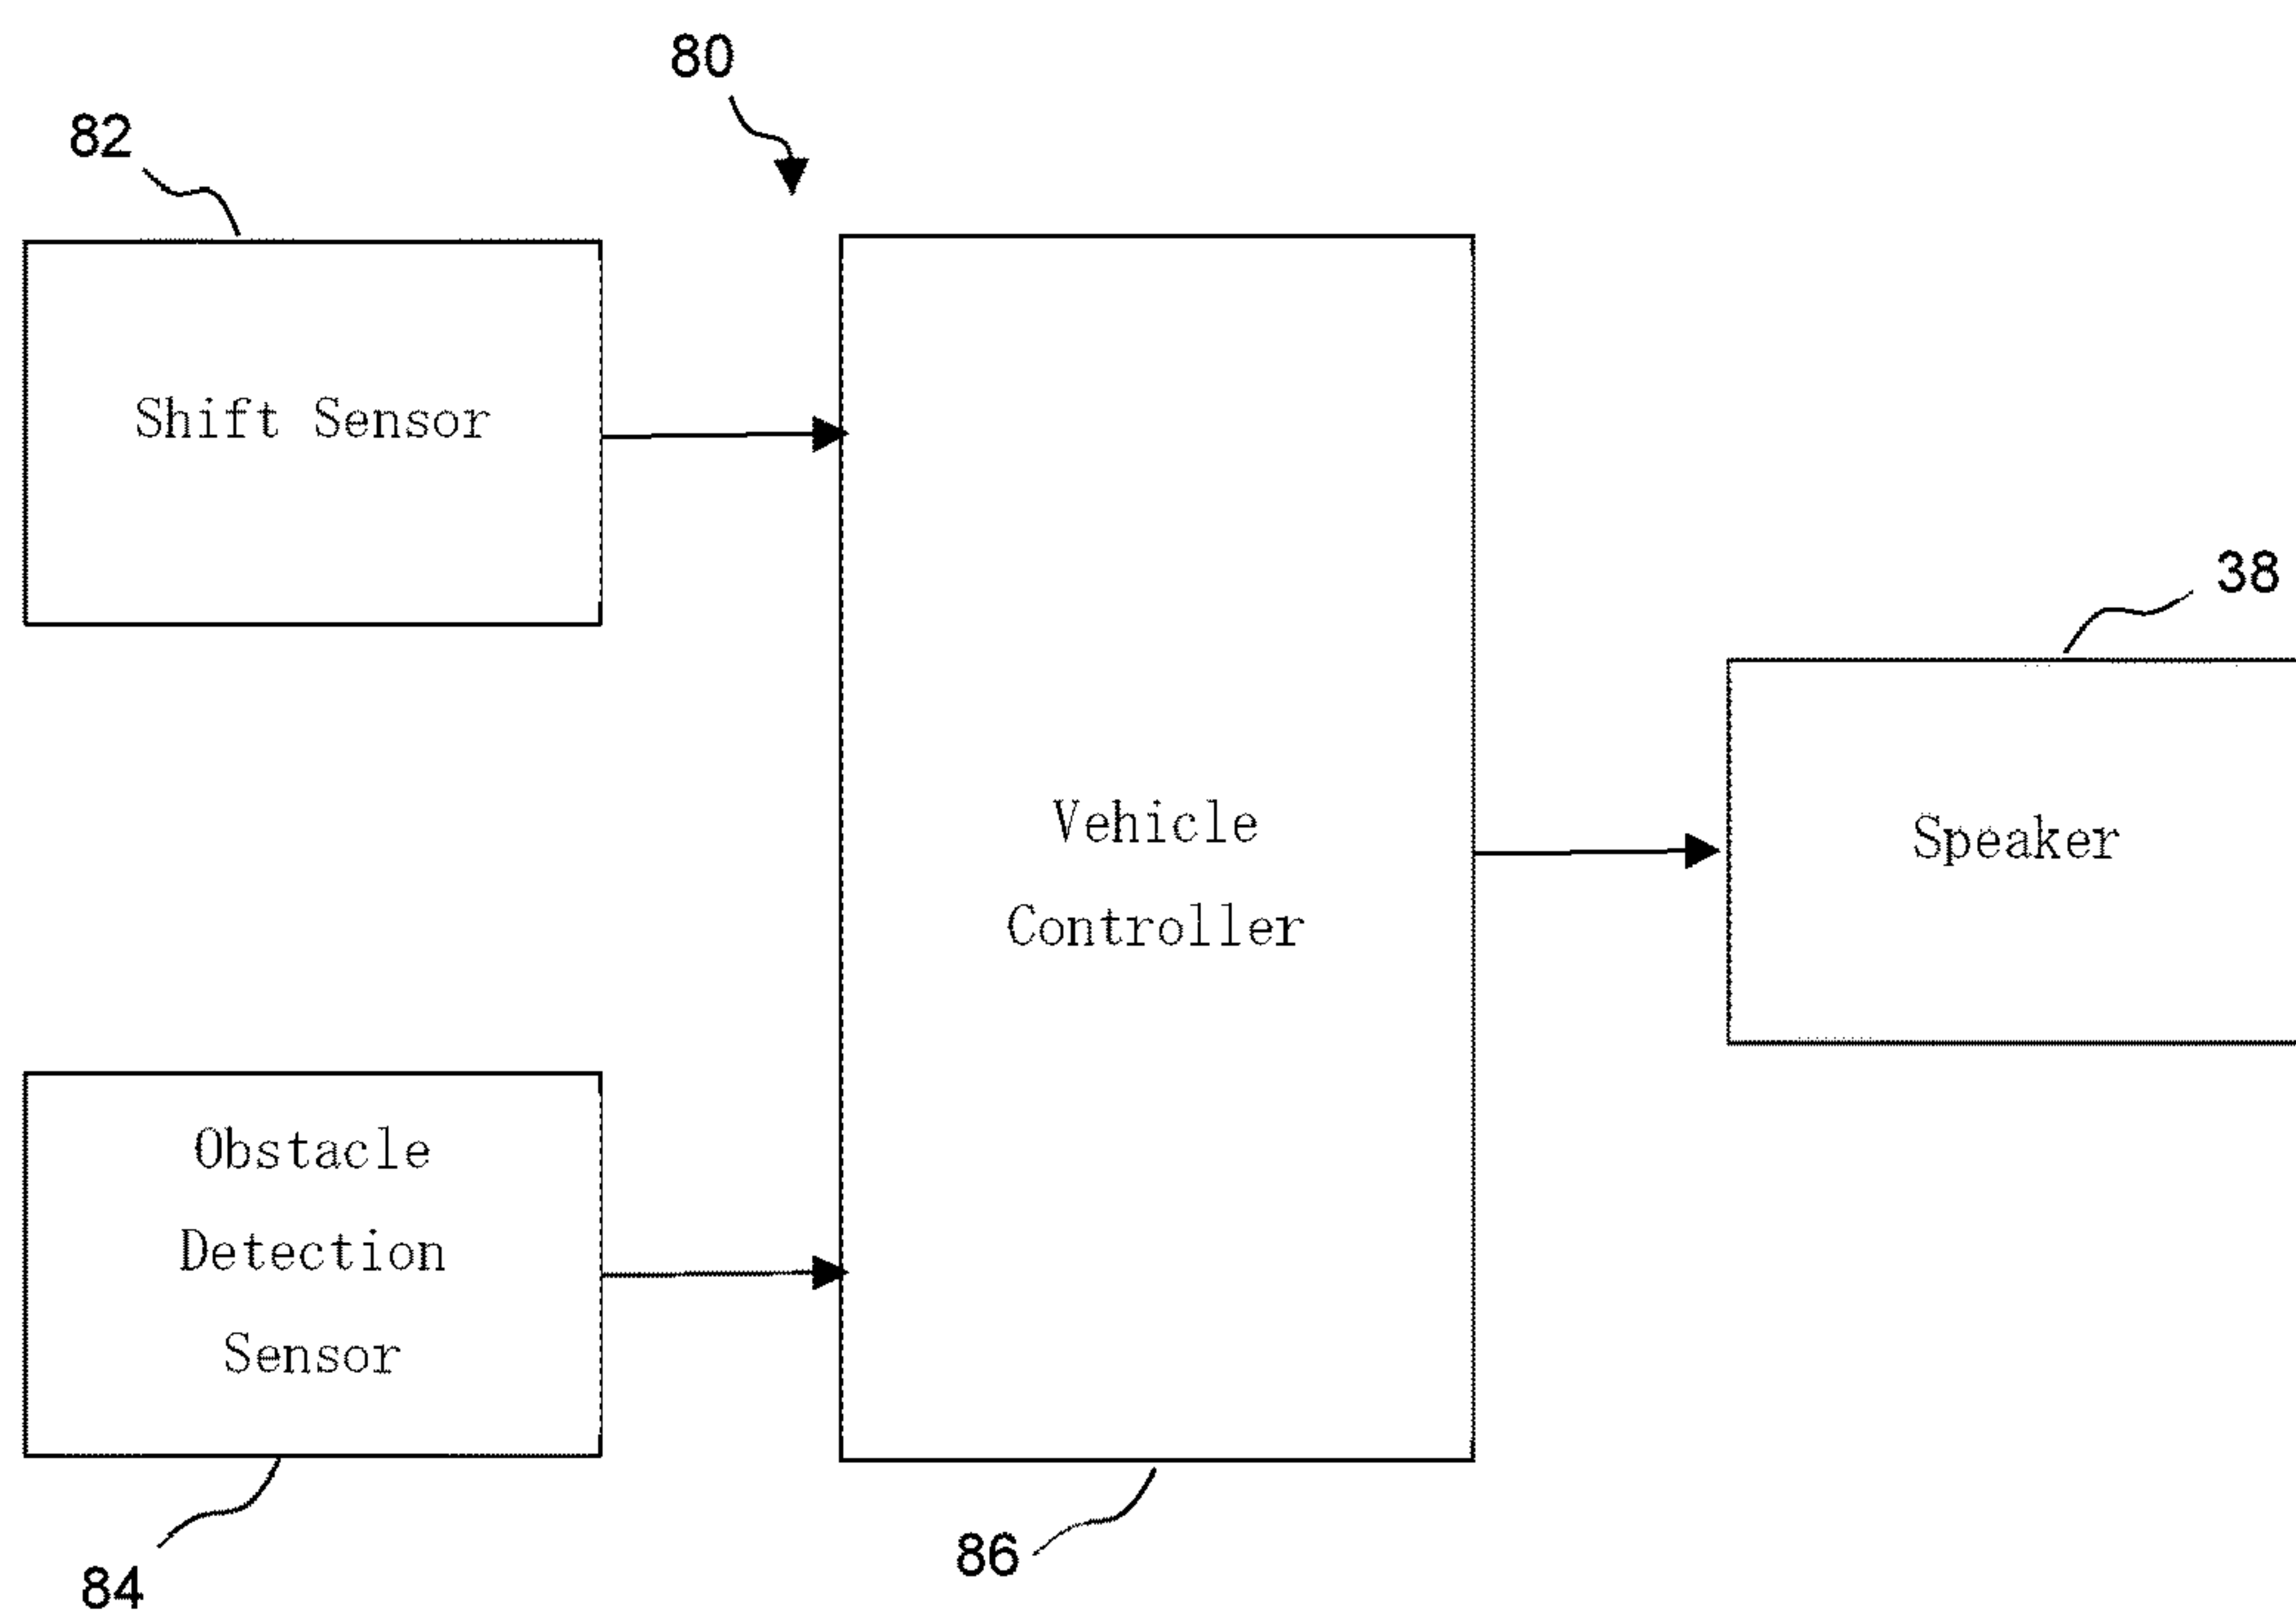 80
82
Shift Sensor
38
Vehicle
Controller
Speaker
Obstacle
Detection
Sensor
86
84